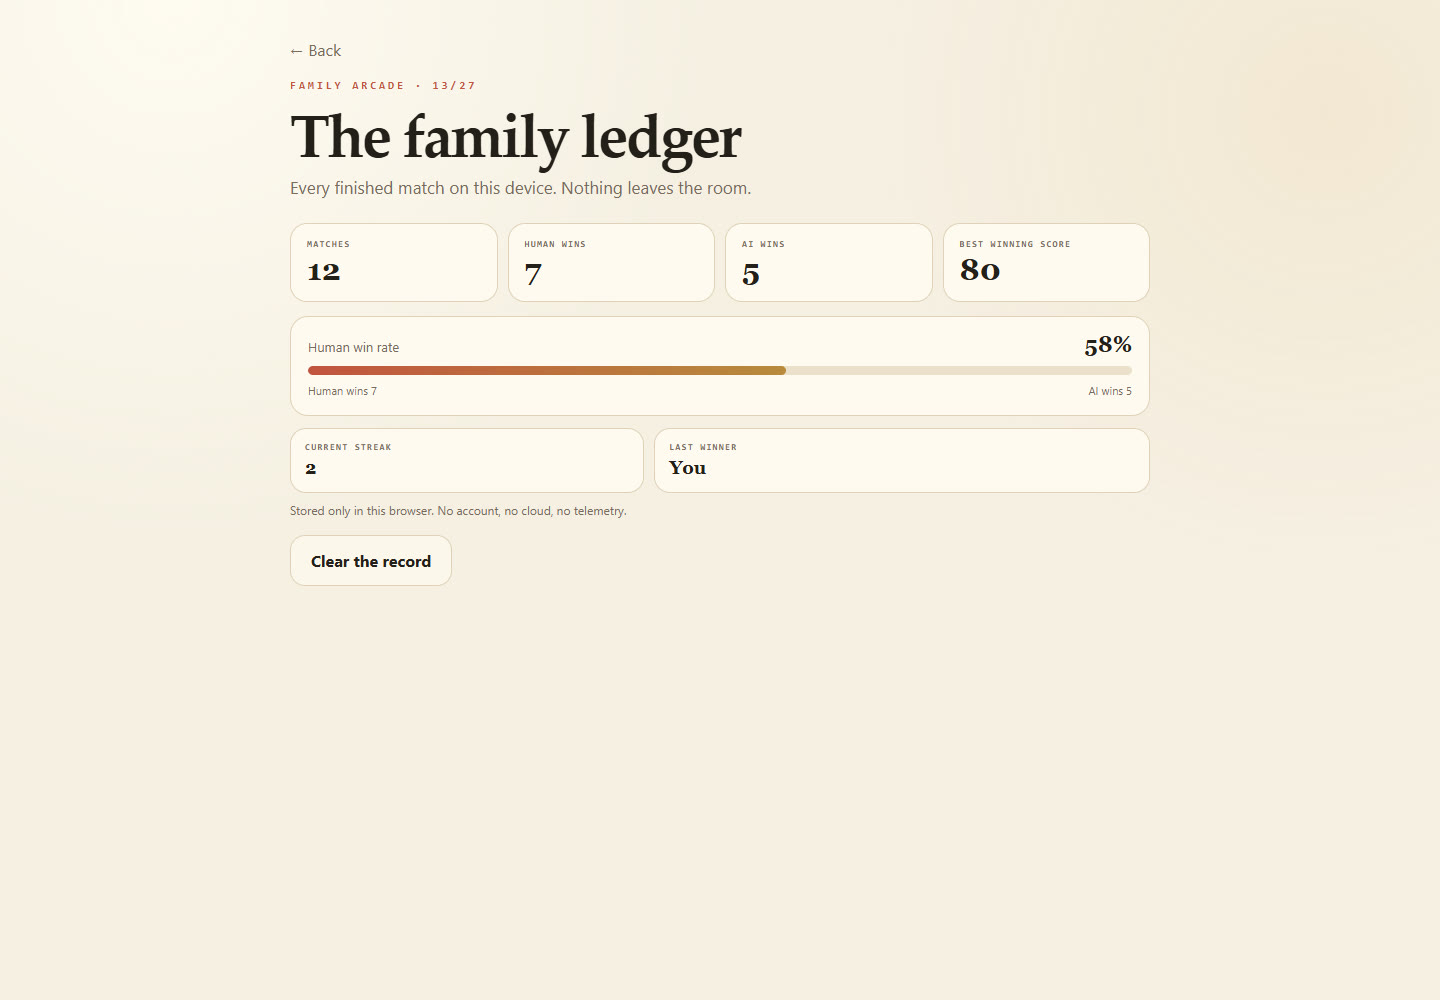 ← Back
FAMILY ARCADE · 13/27
The family ledger
Every finished match on this device. Nothing leaves the room.
MATCHES
12
HUMAN WINS
7
AI WINS
5
BEST WINNING SCORE
80
Human win rate
58%
Human wins 7
AI wins 5
CURRENT STREAK
2
LAST WINNER
You
Stored only in this browser. No account, no cloud, no telemetry.
Clear the record